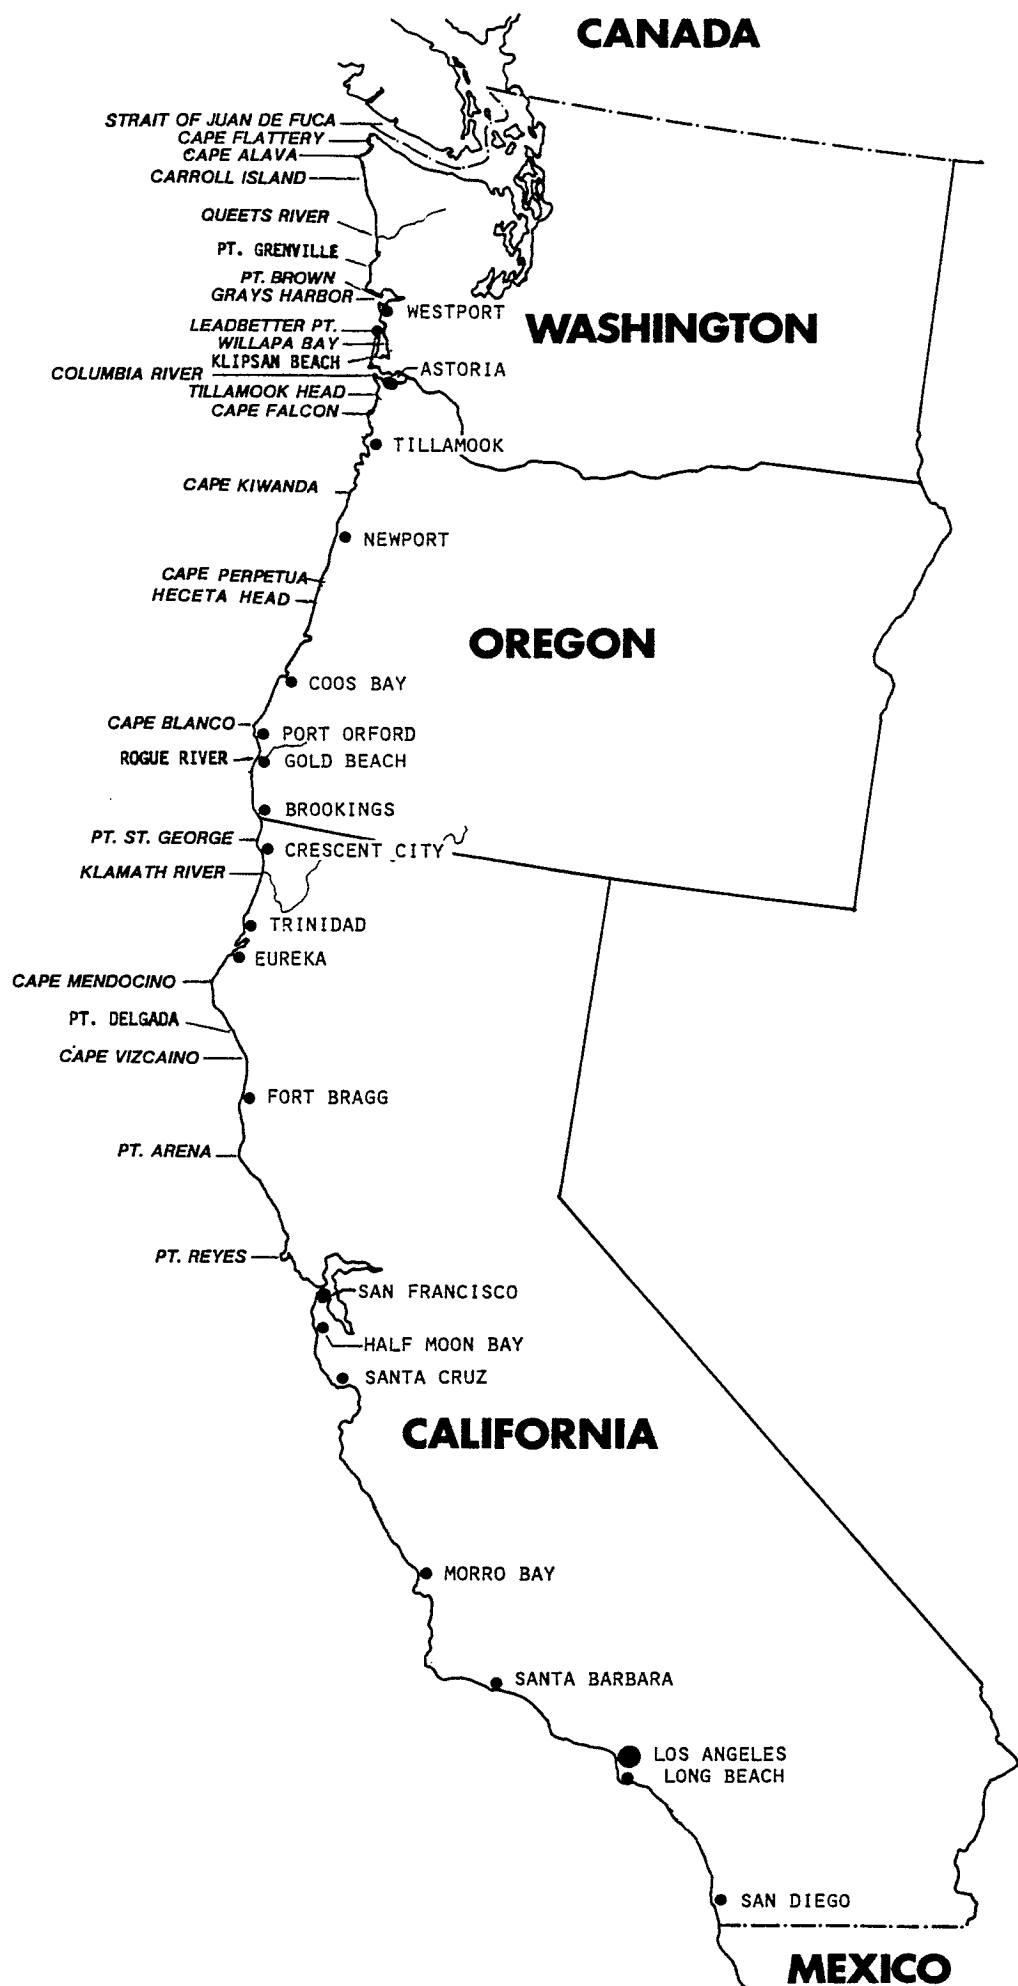 CANADA
STRAIT OF JUAN DE FUCA
CAPE FLATTERY
CAPE ALAVA
CARROLL ISLAND
QUEETS RIVER
PT. GRENVILLE
PT. BROWN
GRAYS HARBOR
WESTPORT
WASHINGTON
LEADBETTER PT.
WILLAPA BAY
KLIPSAN BEACH
ASTORIA
COLUMBIA RIVER
TILLAMOOK HEAD
CAPE FALCON
TILLAMOOK
CAPE KIWANDA
NEWPORT
CAPE PERPETUA
HECETA HEAD
OREGON
COOS BAY
CAPE BLANCO
PORT ORFORD
ROGUE RIVER
GOLD BEACH
BROOKINGS
PT. ST. GEORGE
CRESCENT CITY
KLAMATH RIVER
TRINIDAD
EUREKA
CAPE MENDOCINO
PT. DELGADA
CAPE VIZCAINO
FORT BRAGG
PT. ARENA
PT. REYES
SAN FRANCISCO
HALF MOON BAY
SANTA CRUZ
CALIFORNIA
MORRO BAY
SANTA BARBARA
LOS ANGELES
LONG BEACH
SAN DIEGO
MEXICO